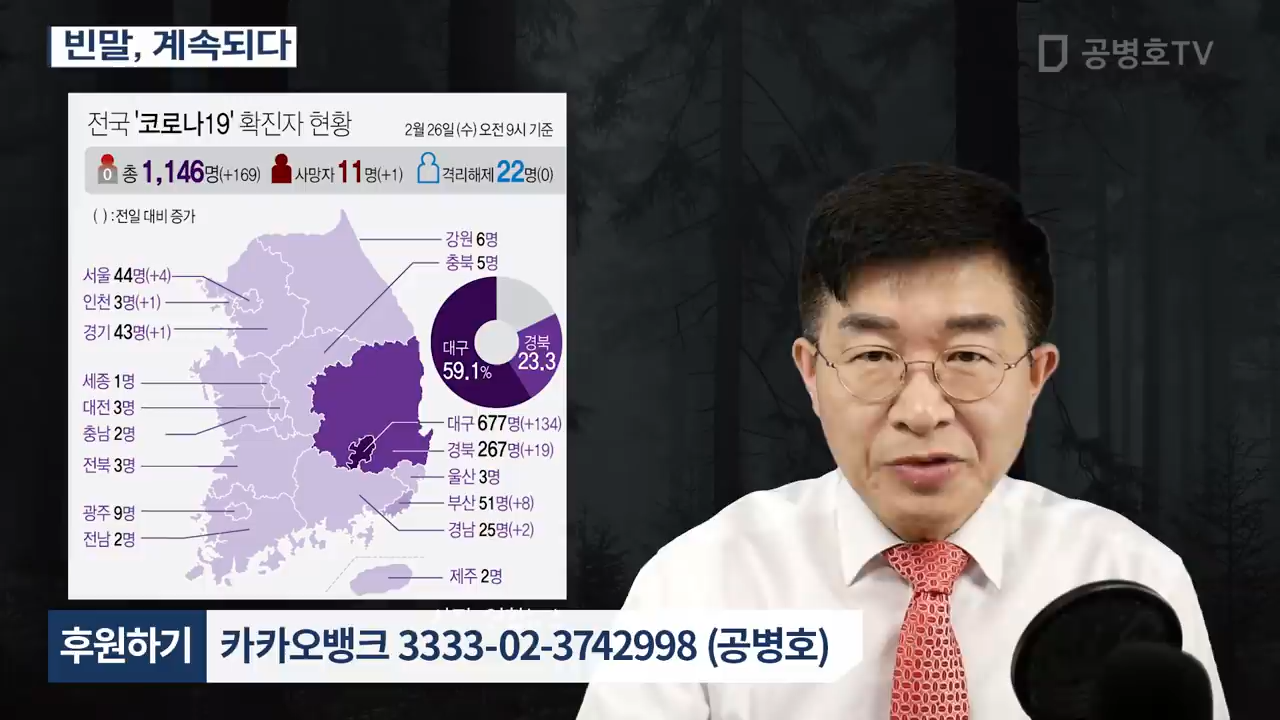 빈말, 계속되다
공병호TV
전국 '코로나19' 확진자 현황
2월 26일(수) 오전 9시 기준
0 총 1,146명(+169) 사망자 11명(+1) 격리해제 22명(0)
( ) : 전일 대비 증가
강원 6명
충북 5명
서울 44명(+4)
인천 3명(+1)
경기 43명(+1)
대구 59.1%
경북 23.3
세종 1명
대전 3명
충남 2명
전북 3명
광주 9명
전남 2명
대구 677명(+134)
경북 267명(+19)
울산 3명
부산 51명(+8)
경남 25명(+2)
제주 2명
후원하기 카카오뱅크 3333-02-3742998 (공병호)